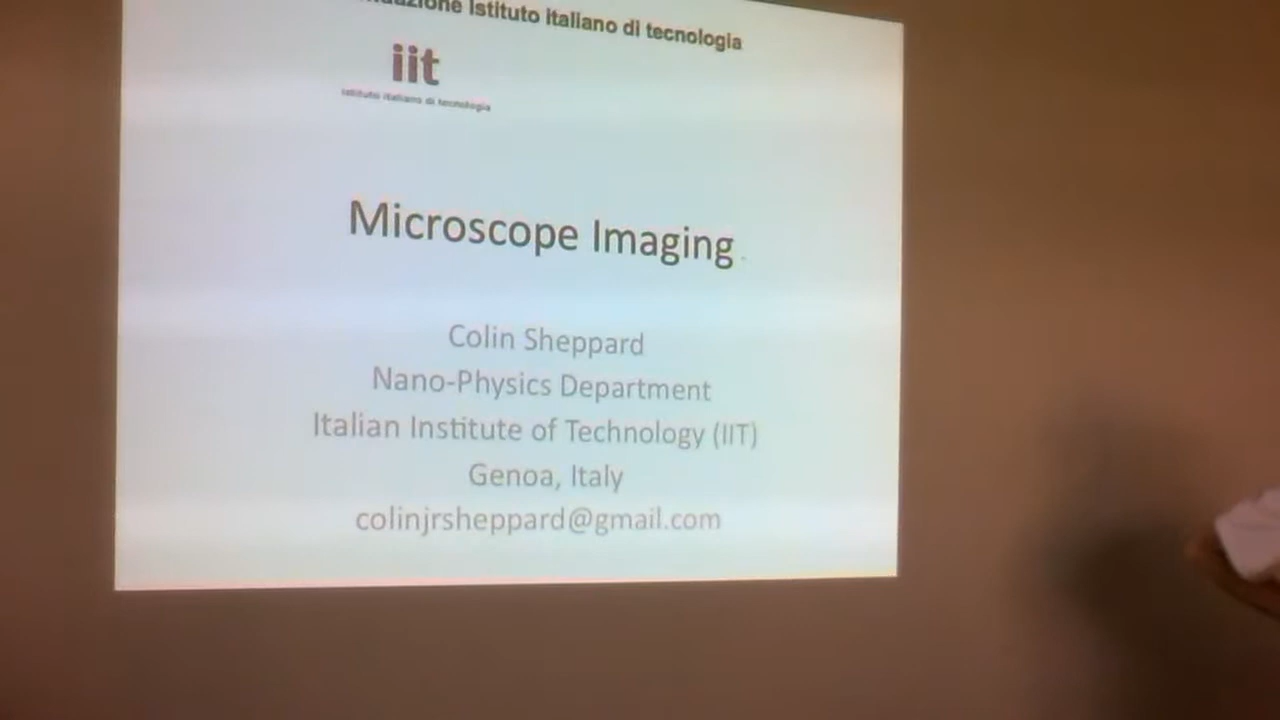 Istituto Italiano di tecnologia
iit
istituto italiano di tecnologia
Microscope Imaging
Colin Sheppard
Nano-Physics Department
Italian Institute of Technology (IIT)
Genoa, Italy
colinjrsheppard@gmail.com